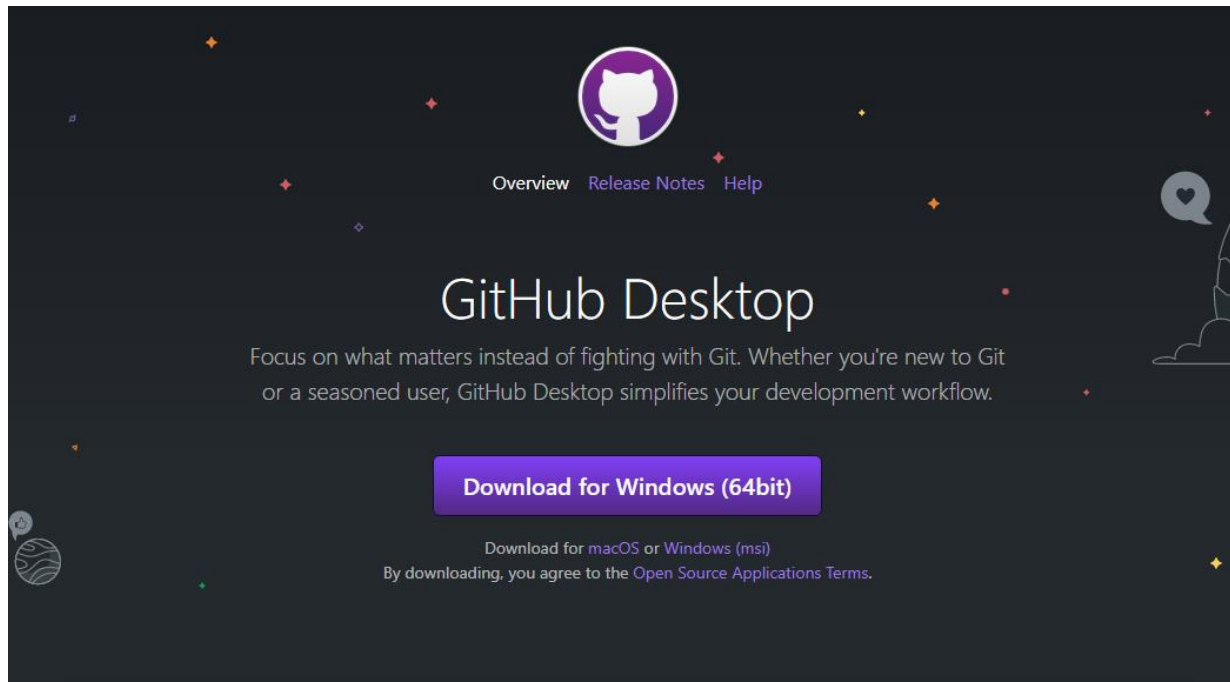 Overview Release Notes Help
GitHub Desktop
Focus on what matters instead of fighting with Git. Whether you're new to Git
or a seasoned user, GitHub Desktop simplifies your development workflow.
Download for Windows (64bit)
Download for macOS or Windows (msi)
By downloading, you agree to the Open Source Applications Terms.